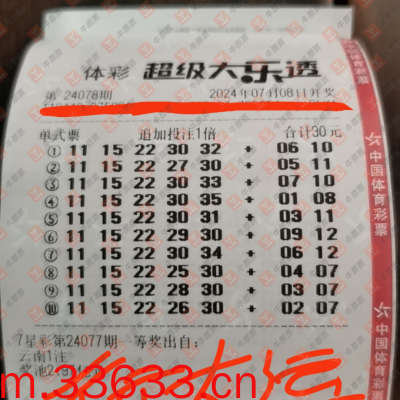 体彩 超级大乐透
第 24078期 2024年07月08日开奖
单式票 追加投注1倍 合计30元
① 11 15 22 30 32 + 06 10
② 11 15 22 27 30 + 05 11
③ 11 15 22 30 33 + 07 10
④ 11 15 22 30 35 + 01 08
⑤ 11 15 22 30 31 + 03 11
⑥ 11 15 22 29 30 + 09 12
⑦ 11 15 22 30 34 + 06 12
⑧ 11 15 22 25 30 + 04 07
⑨ 11 15 22 28 30 + 03 07
⑩ 11 15 22 26 30 + 02 07
7星彩第24077期一等奖出自:
云南1注
m.33633.cn
中国体育彩票
中国体育彩票